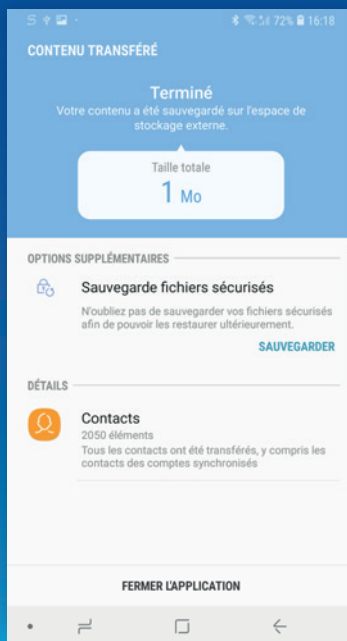 72% 16:18
CONTENU TRANSFÉRÉ
Terminé
Votre contenu a été sauvegardé sur l'espace de
stockage externe.
Taille totale
1 Mo
OPTIONS SUPPLÉMENTAIRES
Sauvegarde fichiers sécurisés
N'oubliez pas de sauvegarder vos fichiers sécurisés
afin de pouvoir les restaurer ultérieurement.
SAUVEGARDER
DÉTAILS
Contacts
2050 éléments
Tous les contacts ont été transférés, y compris les
contacts des comptes synchronisés
FERMER L'APPLICATION